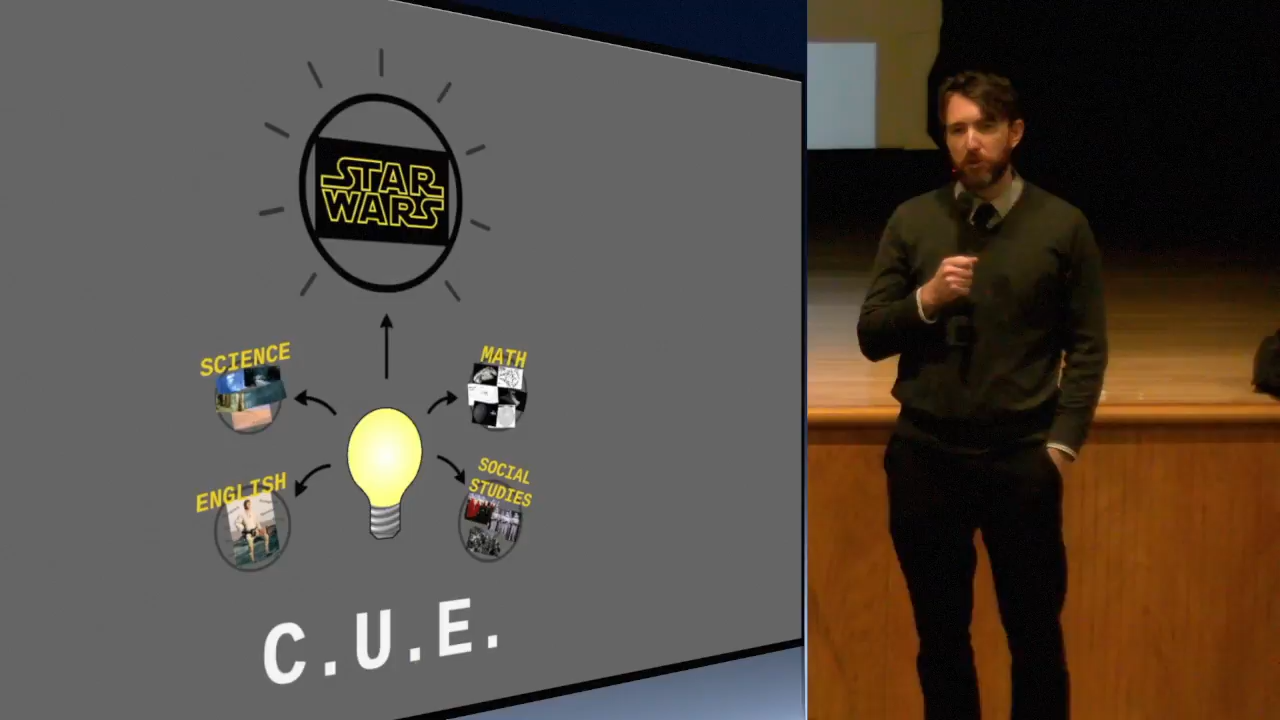 STAR
WARS
SCIENCE
MATH
ENGLISH
SOCIAL
STUDIES
C.U.E.